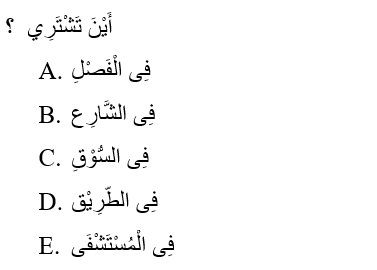 أَيْنَ تَشْتَرِي ؟
A. فِى الْفَصْلِ
B. فِى الشَّارِع
C. فِى السُّوْقِ
D. فِى الطّرِيْق
E. فِى الْمُسْتَشْفَى